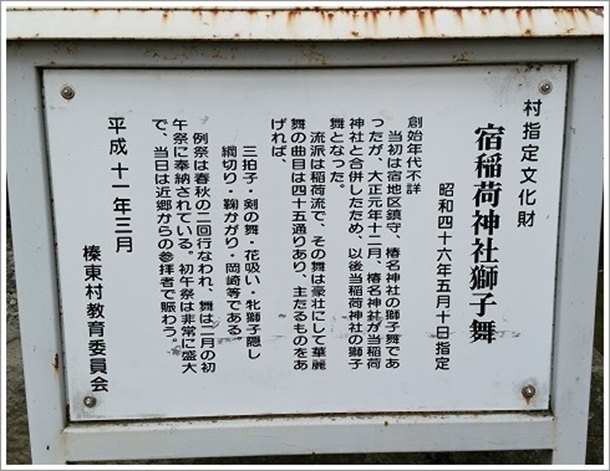 村指定文化財
宿稲荷神社獅子舞
昭和四十六年五月十日指定
創始年代不詳
当初は宿地区鎮守、椿名神社の獅子舞であ
ったが、大正元年十二月、椿名神社が当稲荷
神社と合併したため、以後当稲荷神社の獅子
舞となった。
流派は稲荷流で、その舞は豪壮にして華麗
舞の曲目は四十五通りあり、主たるものをあ
げれば、
三拍子・剣の舞・花吸い・牝獅子隠し
綱切り・鞠かがり・岡崎等である。
例祭は春秋の二回行なわれ、舞は二月の初
午祭に奉納されている。初午祭は非常に盛大
で、当日は近郷からの参拝者で賑わう。
平成十一年三月
榛東村教育委員会